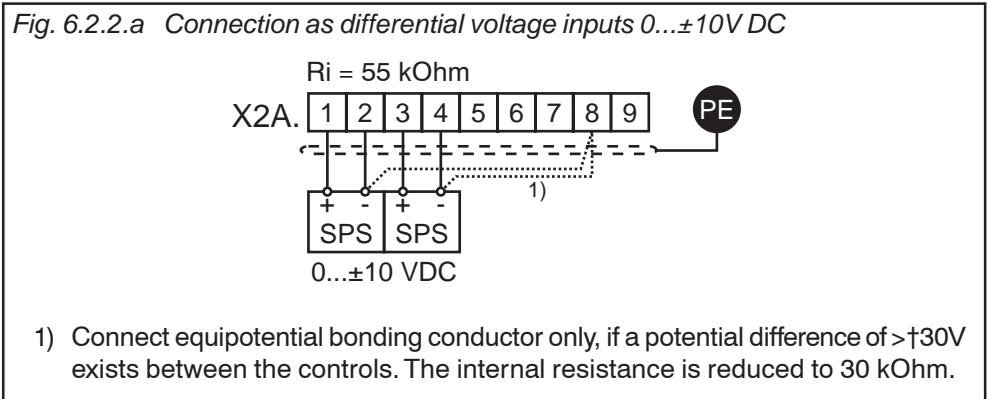 Fig. 6.2.2.a Connection as differential voltage inputs 0...±10V DC
Ri = 55 kOhm
X2A. 1 2 3 4 5 6 7 8 9 PE
1)
+ - + -
SPS SPS
0...±10 VDC
1) Connect equipotential bonding conductor only, if a potential difference of >†30V
exists between the controls. The internal resistance is reduced to 30 kOhm.